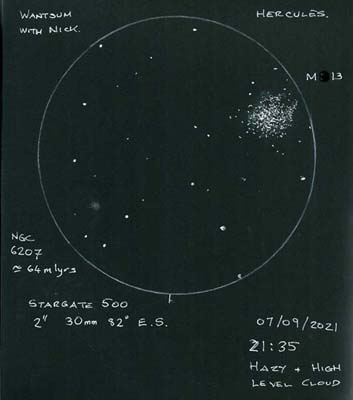 WANTSUM
WITH NICK.
HERCULES.
M 13
NGC
6207
≃ 64 mlyrs
STARGATE 500
2" 30mm 82° E.S.
07/09/2021
21:35
HAZY + HIGH
LEVEL CLOUD